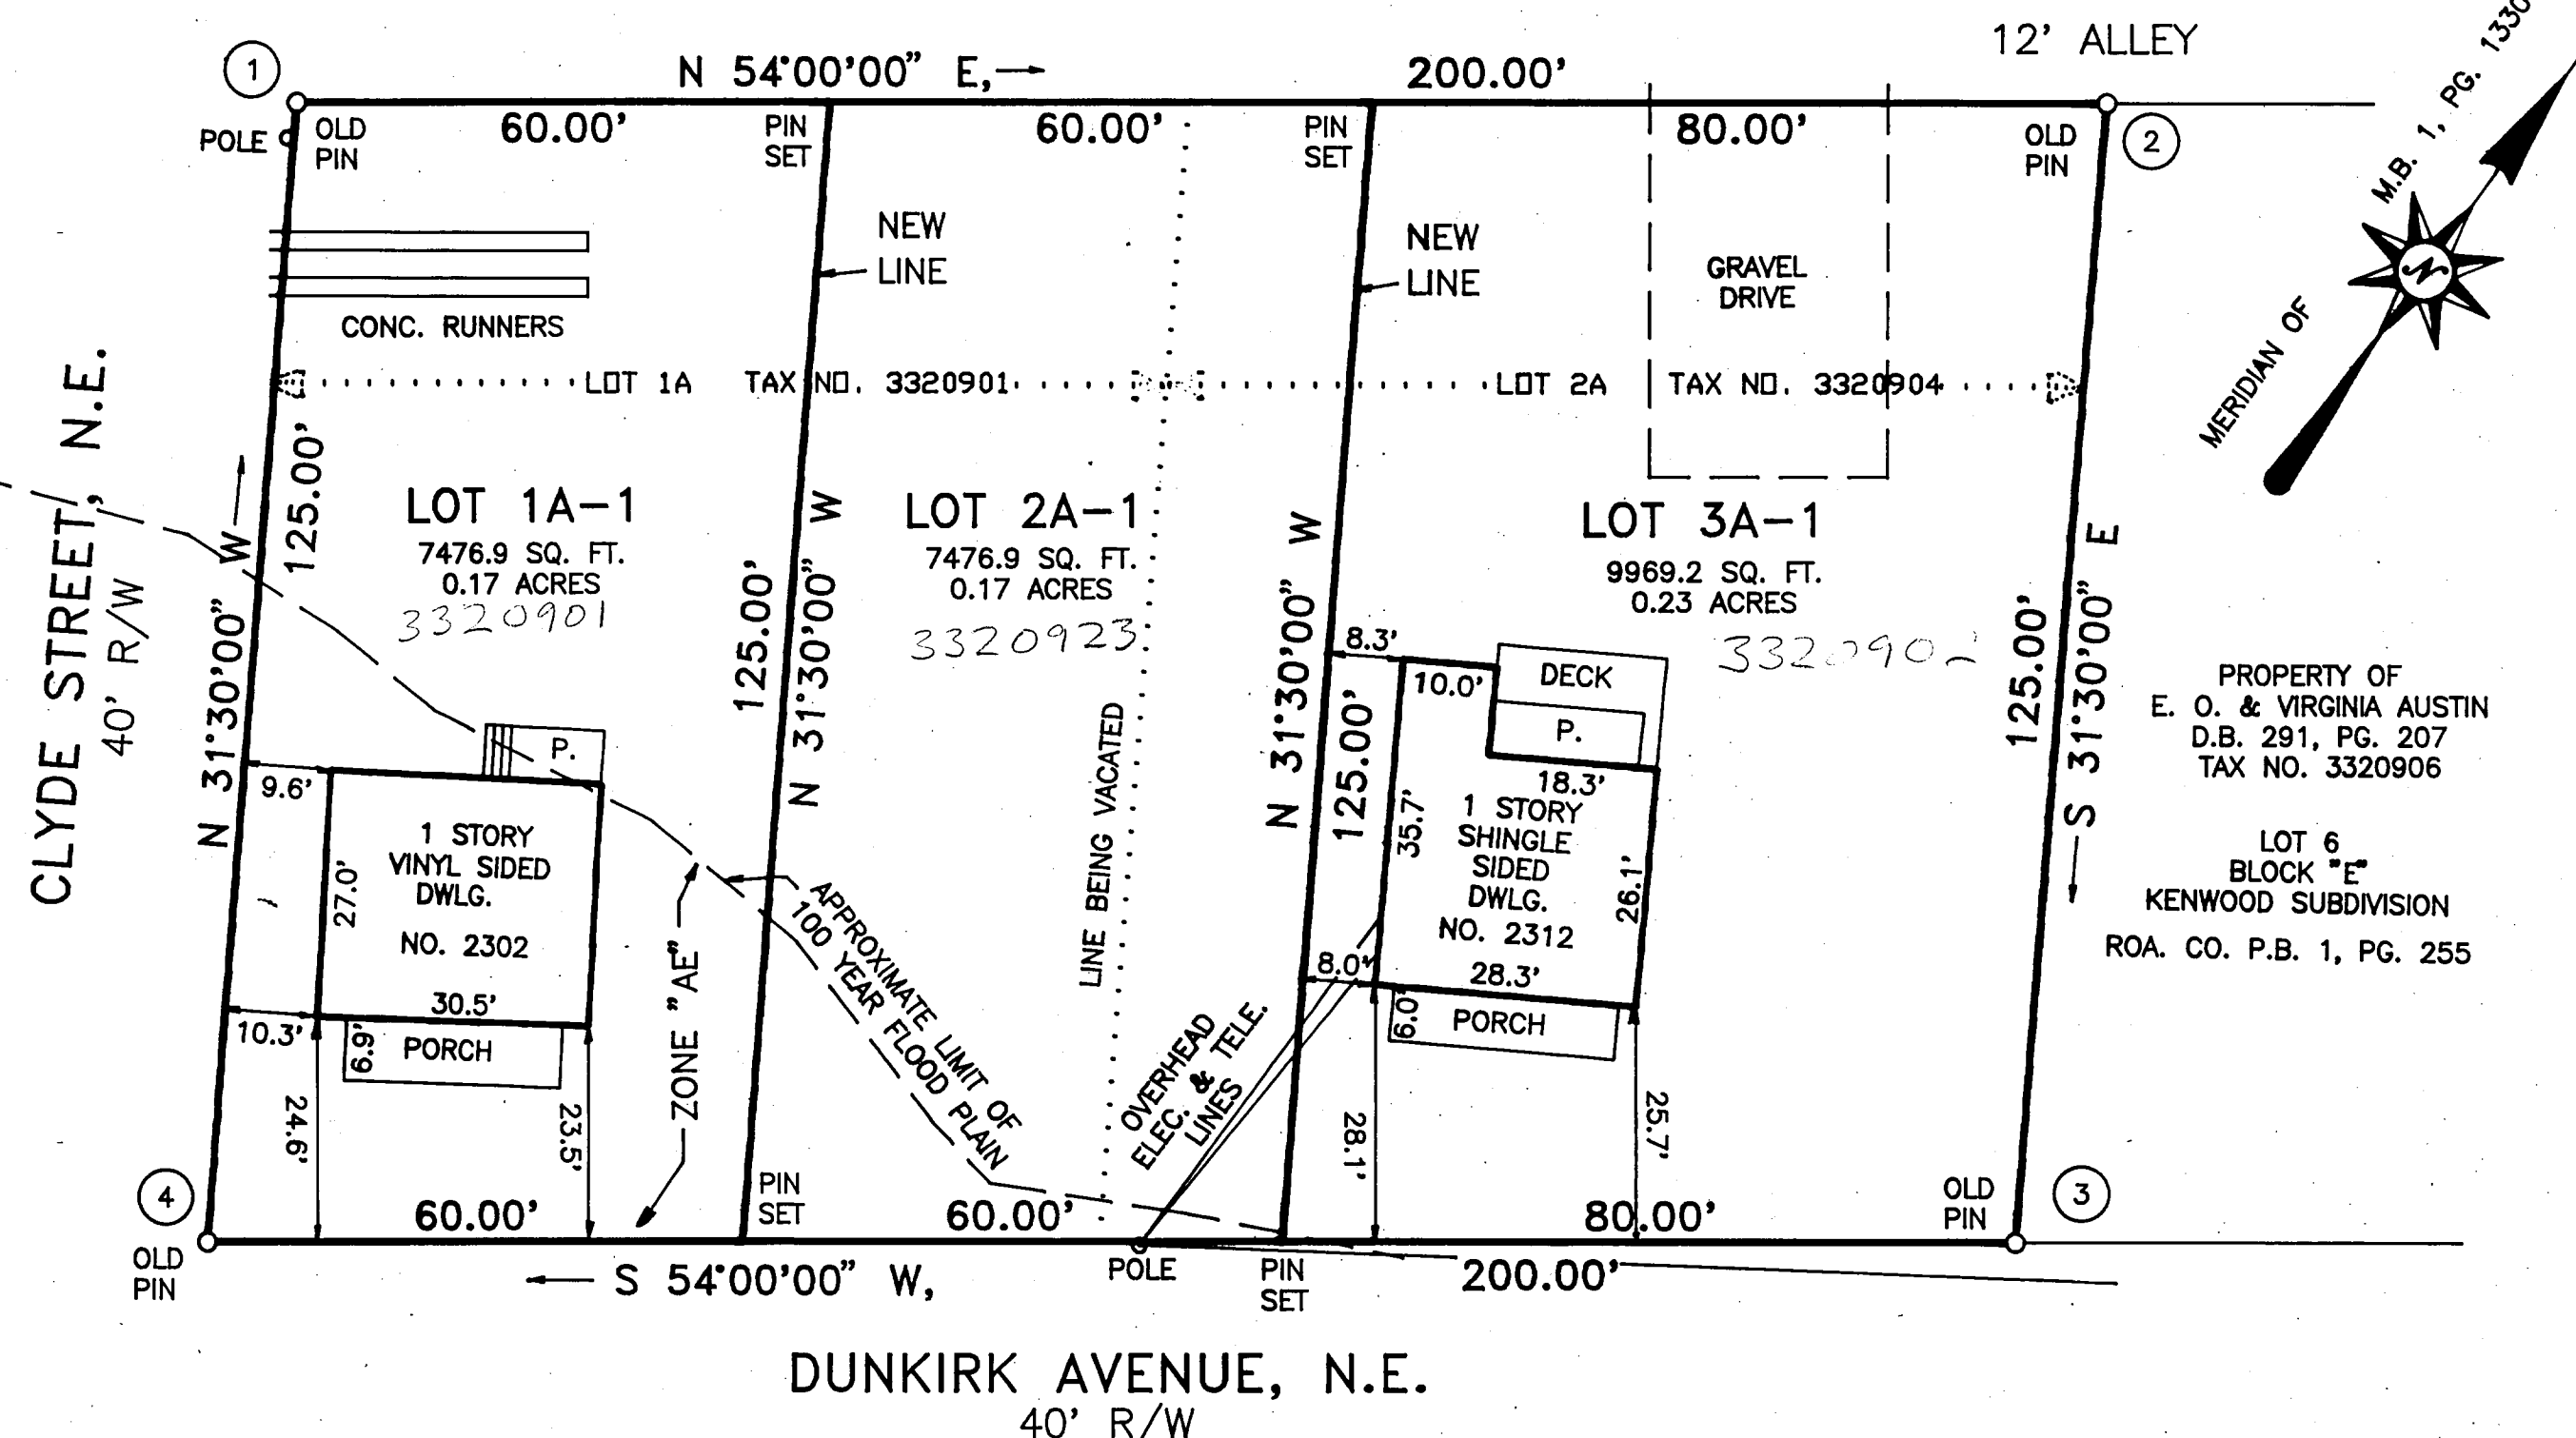 12' ALLEY
M.B. 1, PG. 1330
MERIDIAN OF
N
1
N 54°00'00" E,
200.00'
2
POLE
OLD
PIN
60.00'
PIN
SET
60.00'
PIN
SET
80.00'
OLD
PIN
NEW
LINE
NEW
LINE
GRAVEL
DRIVE
CONC. RUNNERS
LOT 1A TAX NO. 3320901
LOT 2A TAX NO. 3320904
CLYDE STREET, N.E.
40' R/W
N 31°30'00" W
125.00'
LOT 1A-1
7476.9 SQ. FT.
0.17 ACRES
3320901
125.00'
N 31°30'00" W
LOT 2A-1
7476.9 SQ. FT.
0.17 ACRES
3320923
LINE BEING VACATED
N 31°30'00" W
125.00'
LOT 3A-1
9969.2 SQ. FT.
0.23 ACRES
3320902
125.00'
S 31°30'00" E
PROPERTY OF
E. O. & VIRGINIA AUSTIN
D.B. 291, PG. 207
TAX NO. 3320906
LOT 6
BLOCK "E"
KENWOOD SUBDIVISION
ROA. CO. P.B. 1, PG. 255
P.
9.6'
1 STORY
VINYL SIDED
DWLG.
NO. 2302
27.0'
30.5'
10.3'
6.9'
PORCH
24.6'
23.5'
ZONE "AE"
APPROXIMATE LIMIT OF
100 YEAR FLOOD PLAIN
OVERHEAD
ELEC. & TELE.
LINES
8.3'
10.0'
DECK
P.
18.3'
1 STORY
SHINGLE
SIDED
DWLG.
NO. 2312
35.7'
26.1'
8.0'
28.3'
6.0'
PORCH
28.1'
25.7'
4
OLD
PIN
60.00'
PIN
SET
60.00'
80.00'
OLD
PIN
3
S 54°00'00" W,
POLE
PIN
SET
200.00'
DUNKIRK AVENUE, N.E.
40' R/W